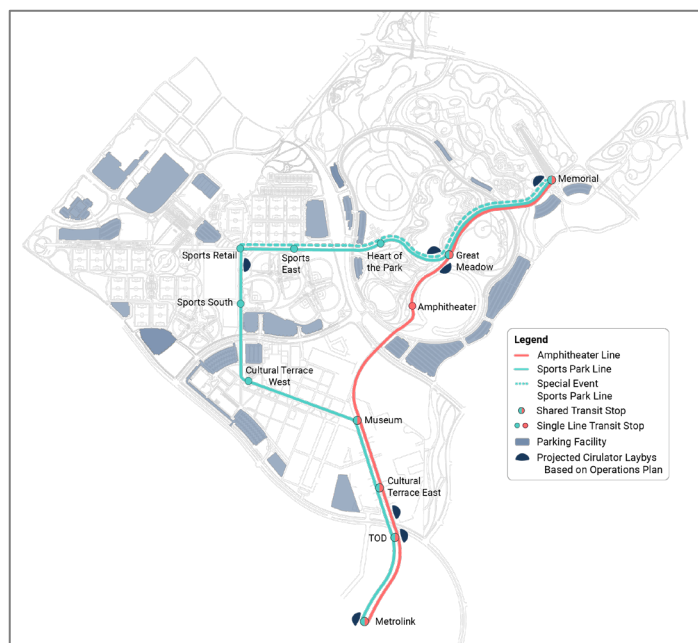 Memorial
Sports Retail
Sports
East
Heart of
the Park
Great
Meadow
Sports South
Amphitheater
Cultural Terrace
West
Museum
Cultural
Terrace East
TOD
Metrolink
Legend
Amphitheater Line
Sports Park Line
Special Event
Sports Park Line
Shared Transit Stop
Single Line Transit Stop
Parking Facility
Projected Cirulator Laybys
Based on Operations Plan